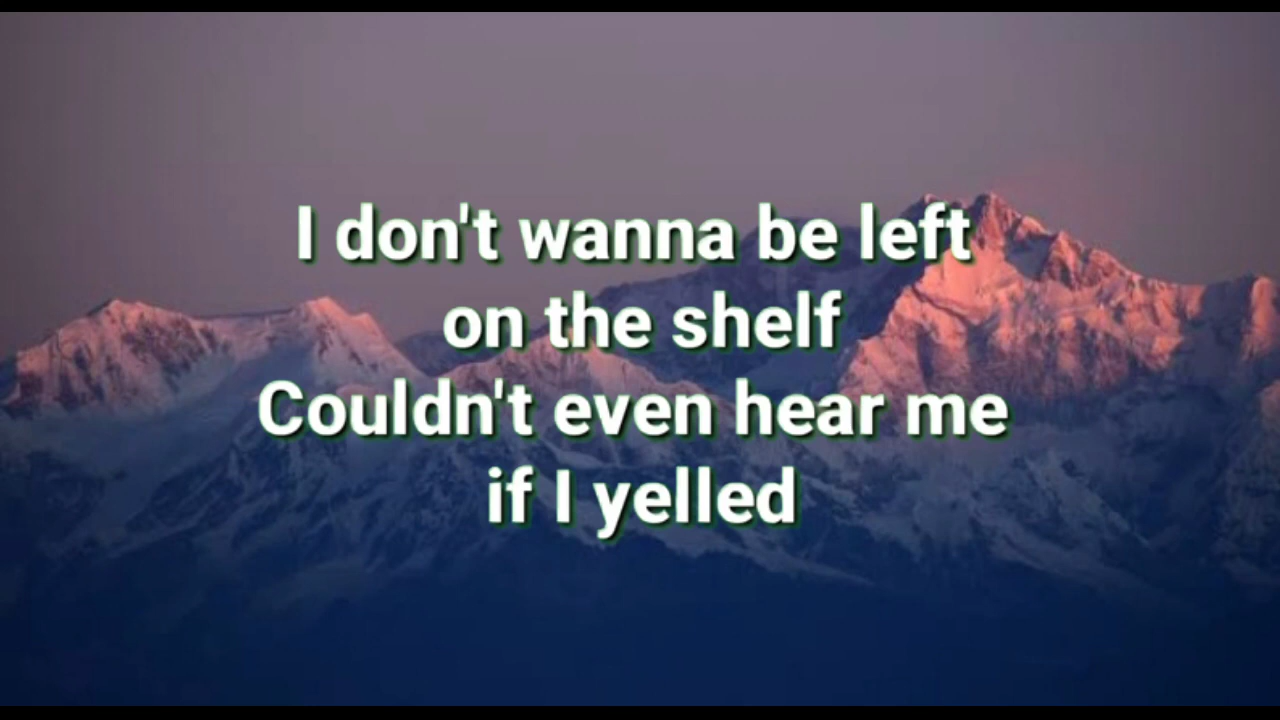 I don't wanna be left
on the shelf
Couldn't even hear me
if I yelled